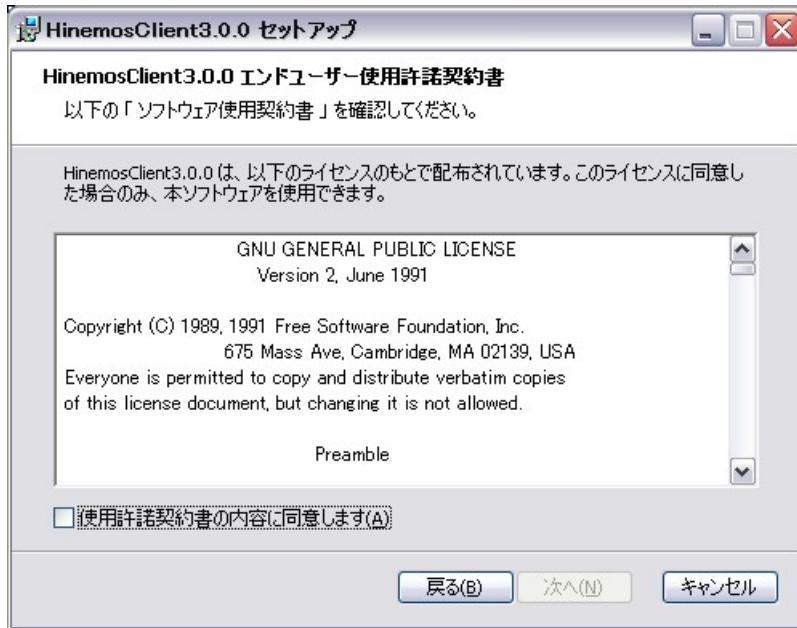 HinemosClient3.0.0 セットアップ
HinemosClient3.0.0 エンドユーザー使用許諾契約書
以下の「 ソフトウェア使用契約書 」を確認してください。
HinemosClient3.0.0 は、以下のライセンスのもとで配布されています。このライセンスに同意し
た場合のみ、本ソフトウェアを使用できます。
GNU GENERAL PUBLIC LICENSE
Version 2, June 1991
Copyright (C) 1989, 1991 Free Software Foundation, Inc.
675 Mass Ave, Cambridge, MA 02139, USA
Everyone is permitted to copy and distribute verbatim copies
of this license document, but changing it is not allowed.
Preamble
使用許諾契約書の内容に同意します(A)
戻る(B) 次へ(N) キャンセル